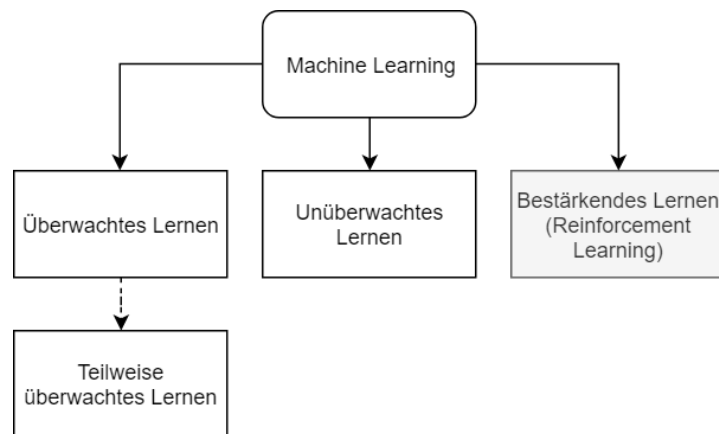 Machine Learning
Überwachtes Lernen
Unüberwachtes
Lernen
Bestärkendes Lernen
(Reinforcement
Learning)
Teilweise
überwachtes Lernen